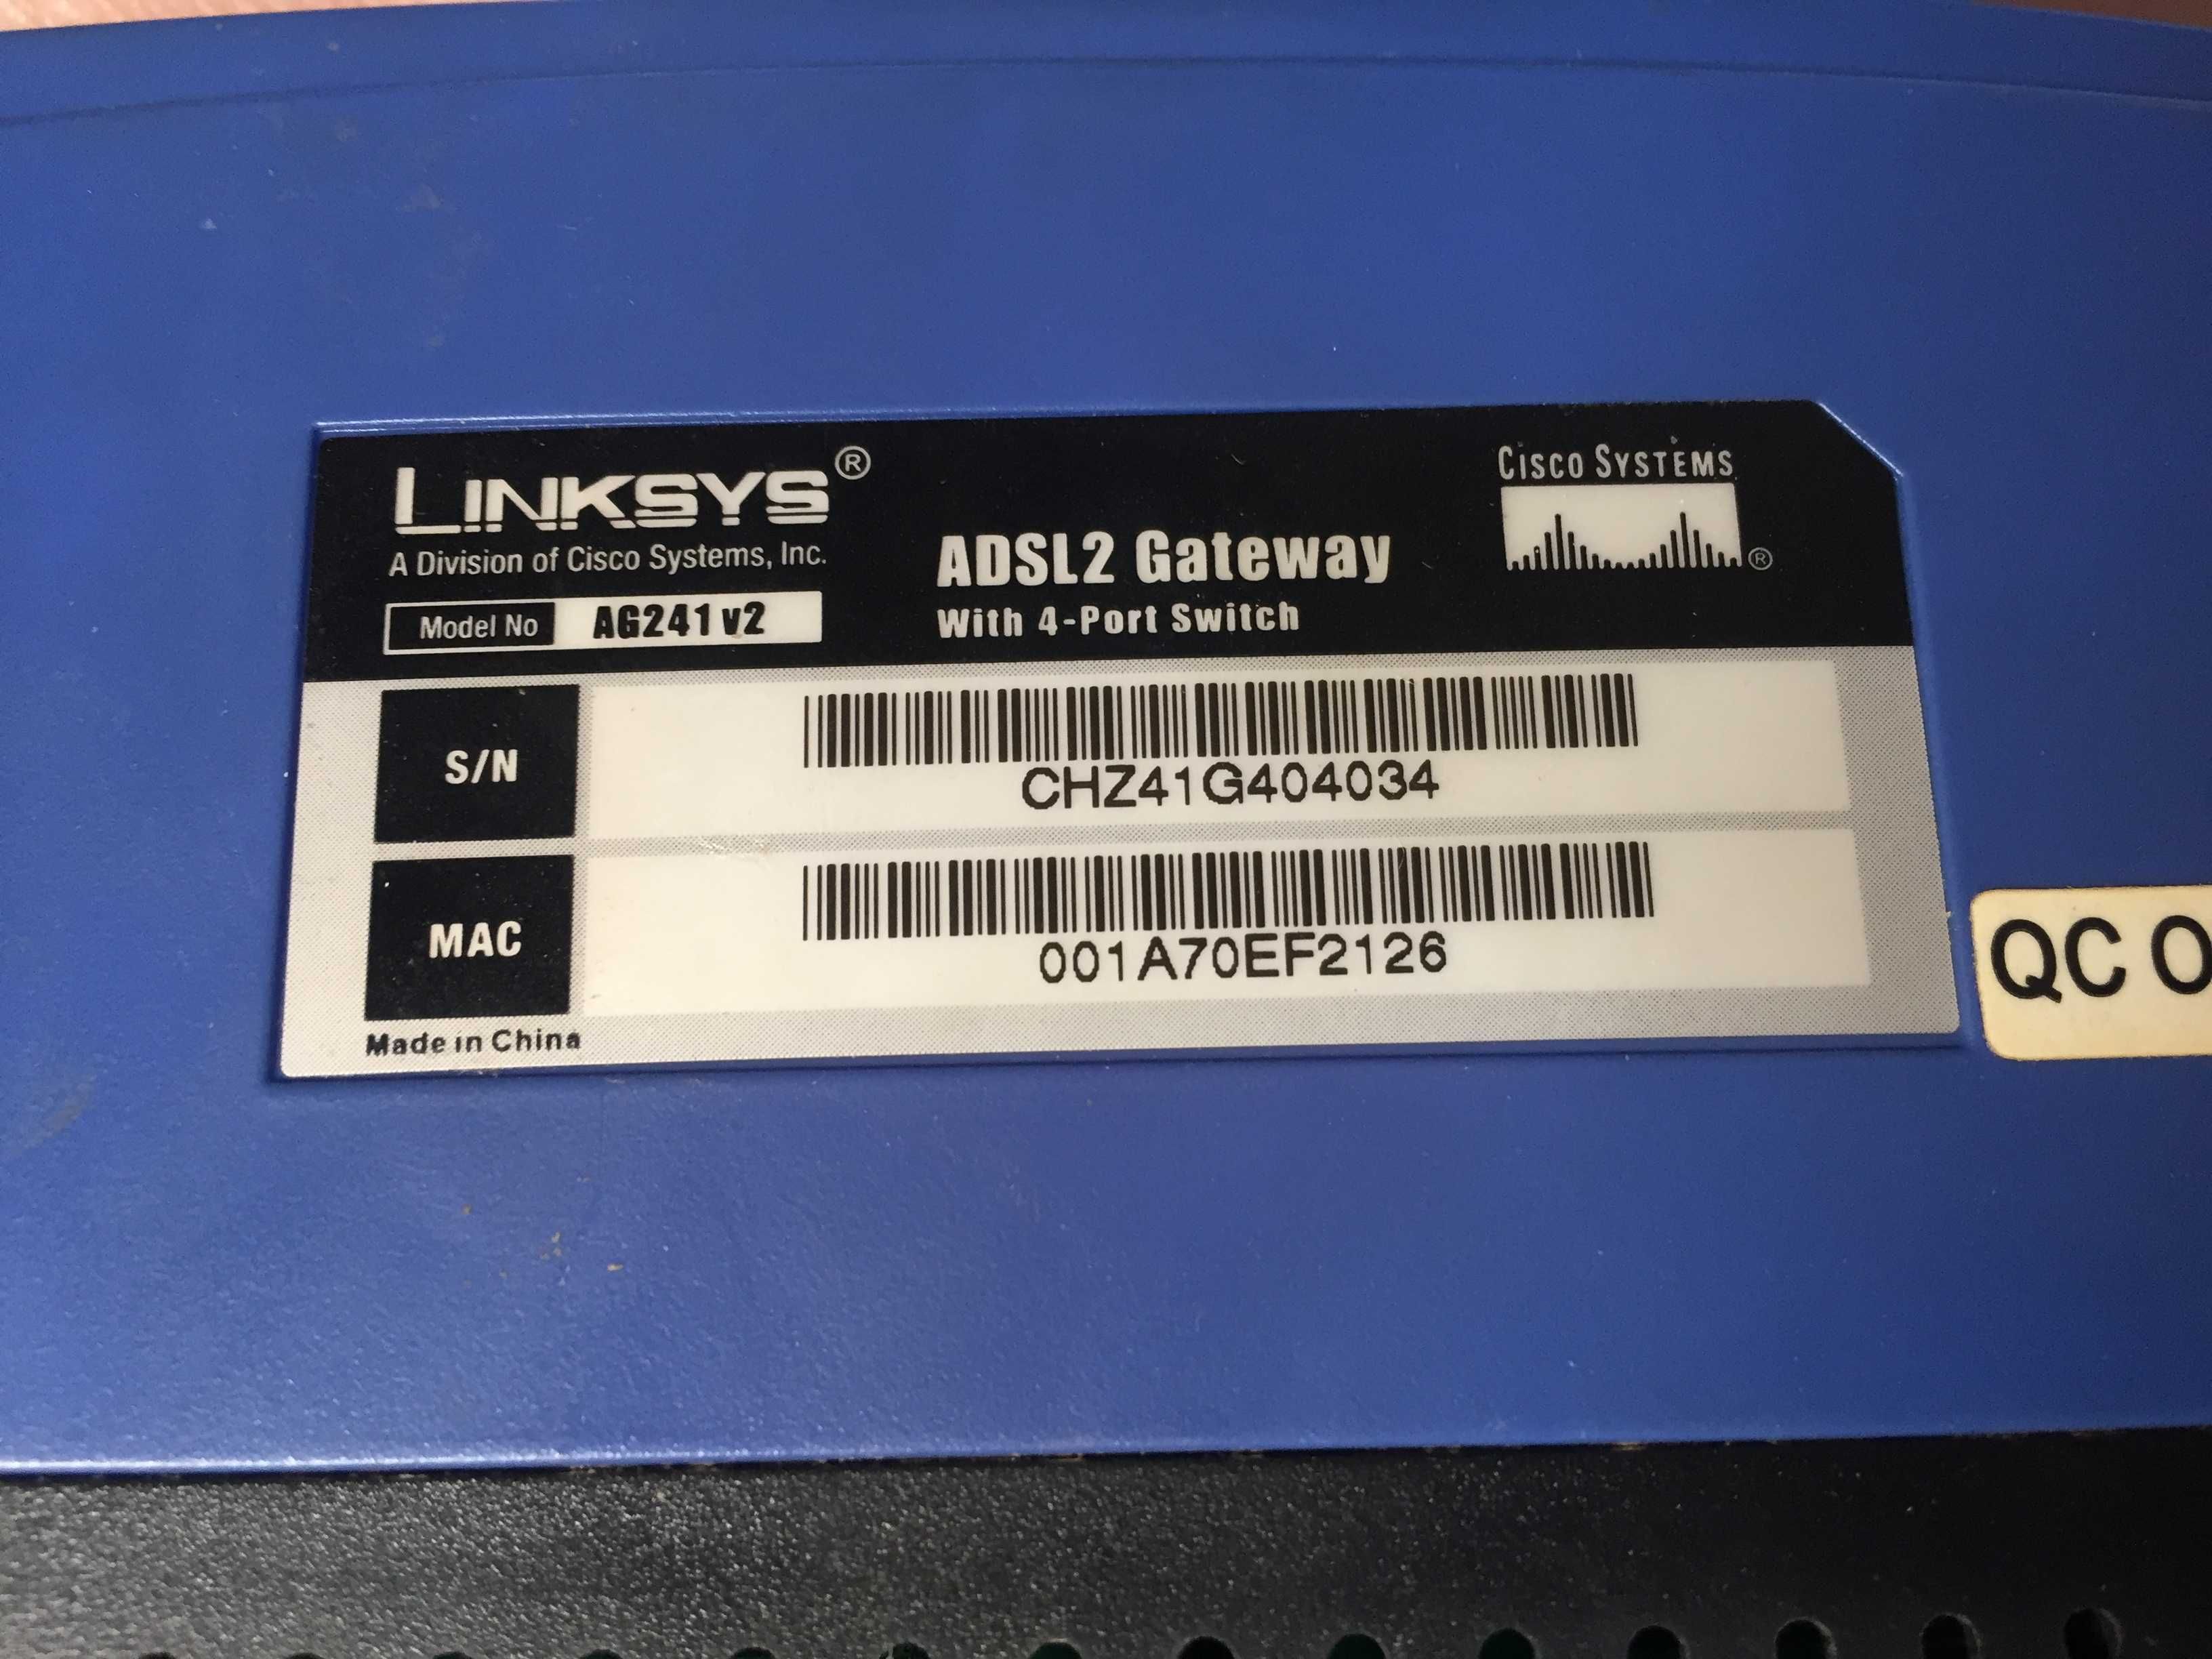 LINKSYS®
A Division of Cisco Systems, Inc.
Model No AG241 v2
ADSL2 Gateway
With 4-Port Switch
CISCO SYSTEMS
®
S/N
CHZ41G404034
MAC
001A70EF2126
Made in China
QC